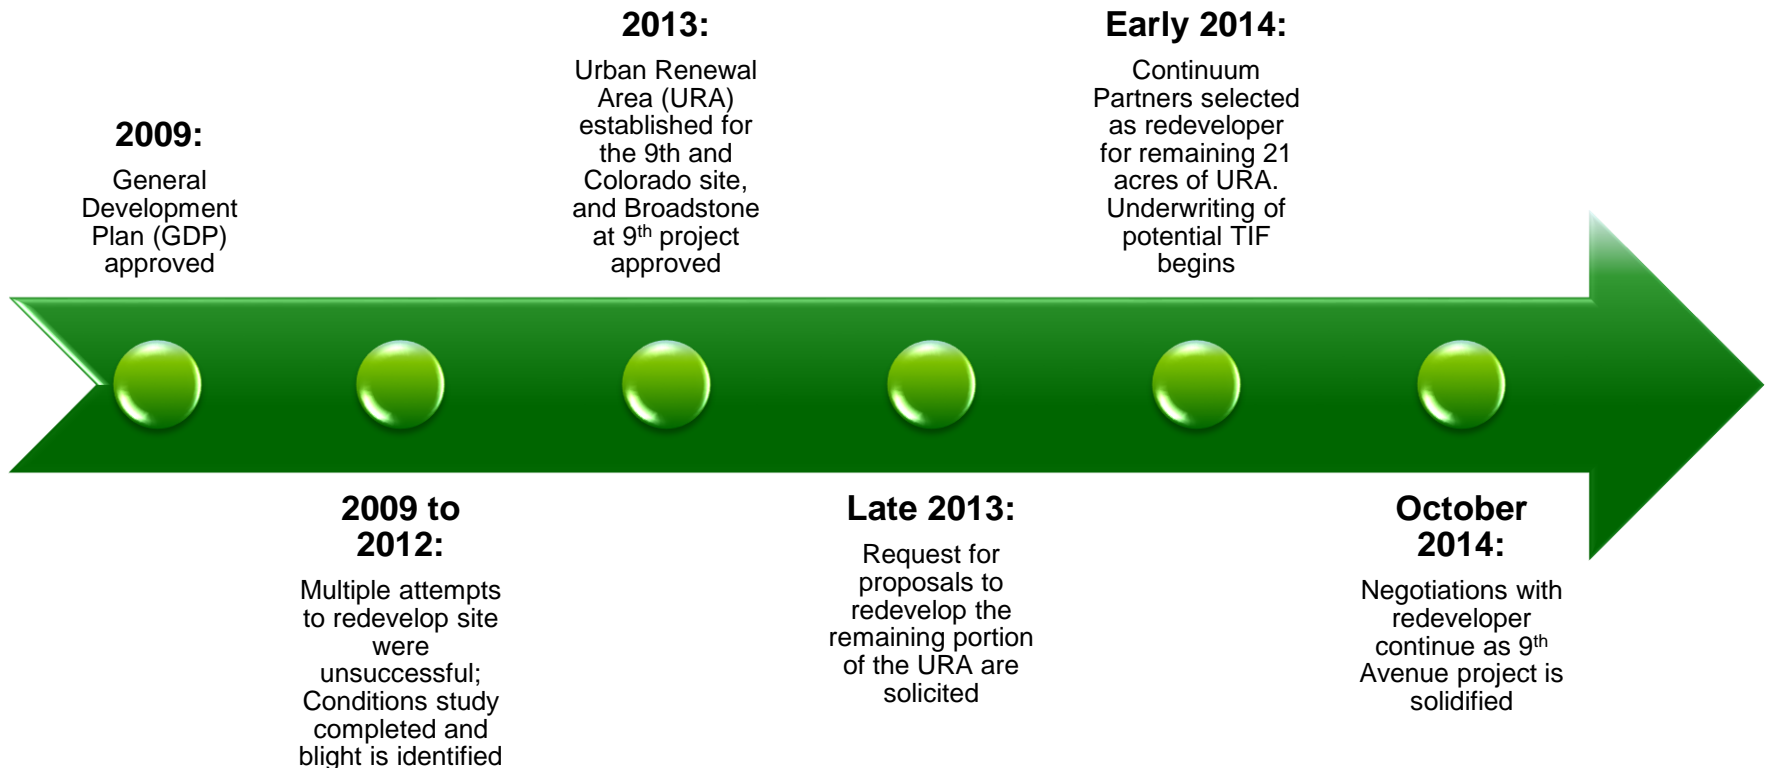 2009:
General
Development
Plan (GDP)
approved
2009 to
2012:
Multiple attempts
to redevelop site
were
unsuccessful;
Conditions study
completed and
blight is identified
2013:
Urban Renewal
Area (URA)
established for
the 9th and
Colorado site,
and Broadstone
at 9th project
approved
Late 2013:
Request for
proposals to
redevelop the
remaining portion
of the URA are
solicited
Early 2014:
Continuum
Partners selected
as redeveloper
for remaining 21
acres of URA.
Underwriting of
potential TIF
begins
October
2014:
Negotiations with
redeveloper
continue as 9th
Avenue project is
solidified